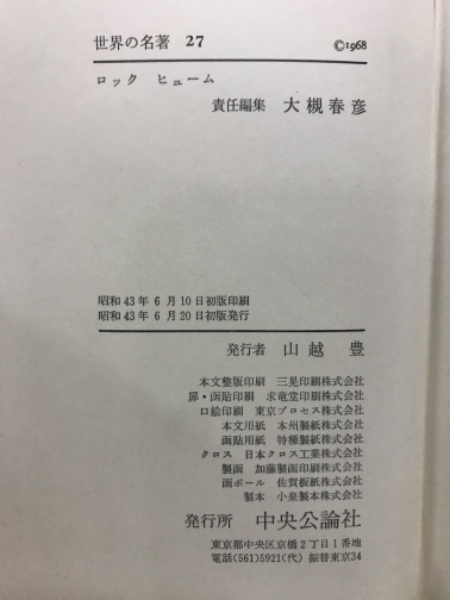 世界の名著 27
©1968
ロック ヒューム
責任編集 大槻春彦
昭和43年6月10日初版印刷
昭和43年6月20日初版発行
発行者 山越 豊
本文整版印刷 三晃印刷株式会社
扉・函貼印刷 求竜堂印刷株式会社
口絵印刷 東京プロセス株式会社
本文用紙 本州製紙株式会社
函貼用紙 特種製紙株式会社
クロス 日本クロス工業株式会社
製函 加藤製函印刷株式会社
函ボール 佐賀板紙株式会社
製本 小泉製本株式会社
発行所 中央公論社
東京都中央区京橋2丁目1番地
電話(561)5921(代) 振替東京34